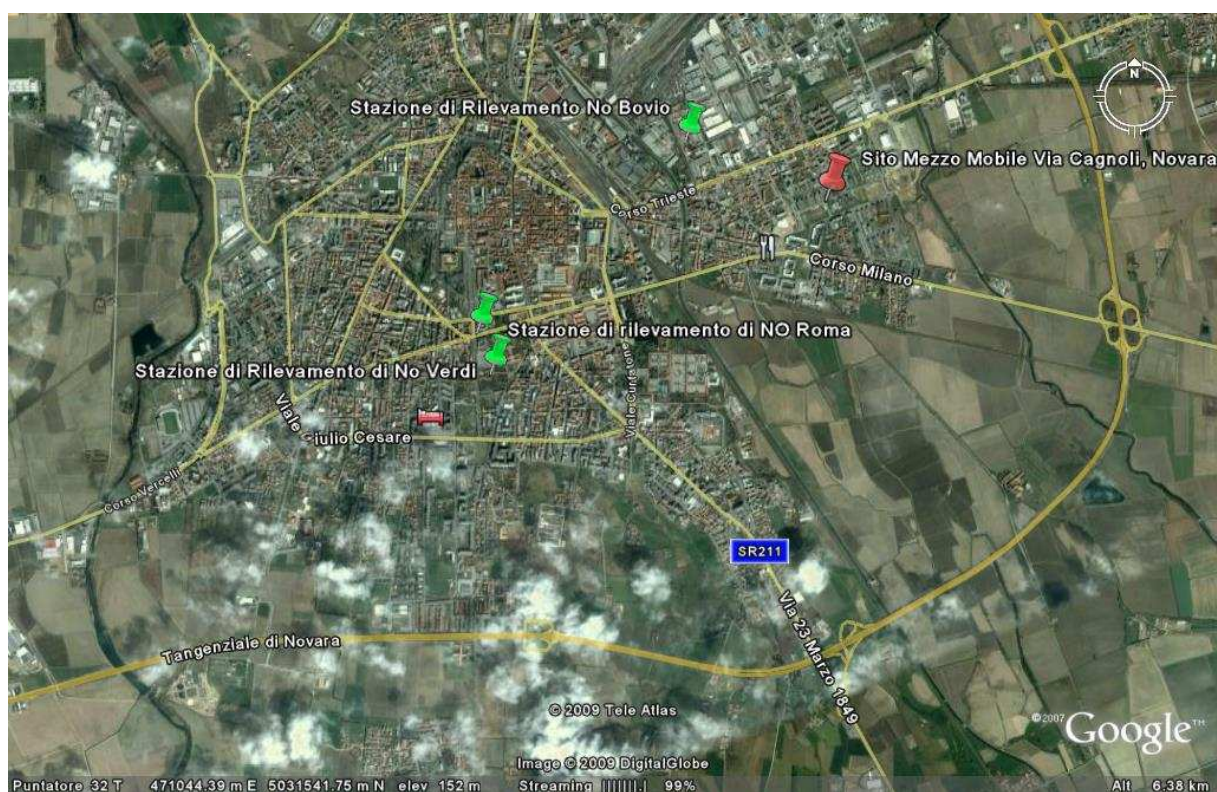 Stazione di Rilevamento No Bovio
N
Sito Mezzo Mobile Via Cagnoli, Novara
Corso Trieste
Corso Milano
Stazione di rilevamento di NO Roma
Stazione di Rilevamento di No Verdi
Viale Curtatone
Viale Giulio Cesare
Corso Vercelli
SR211
Via 23 Marzo 1849
Tangenziale di Novara
© 2009 Tele Atlas
©2007 Google™
Image © 2009 DigitalGlobe
Puntatore 32 T 471044.39 m E 5031541.75 m N elev 152 m Streaming ||||||||| 99% Alt 6.38 km